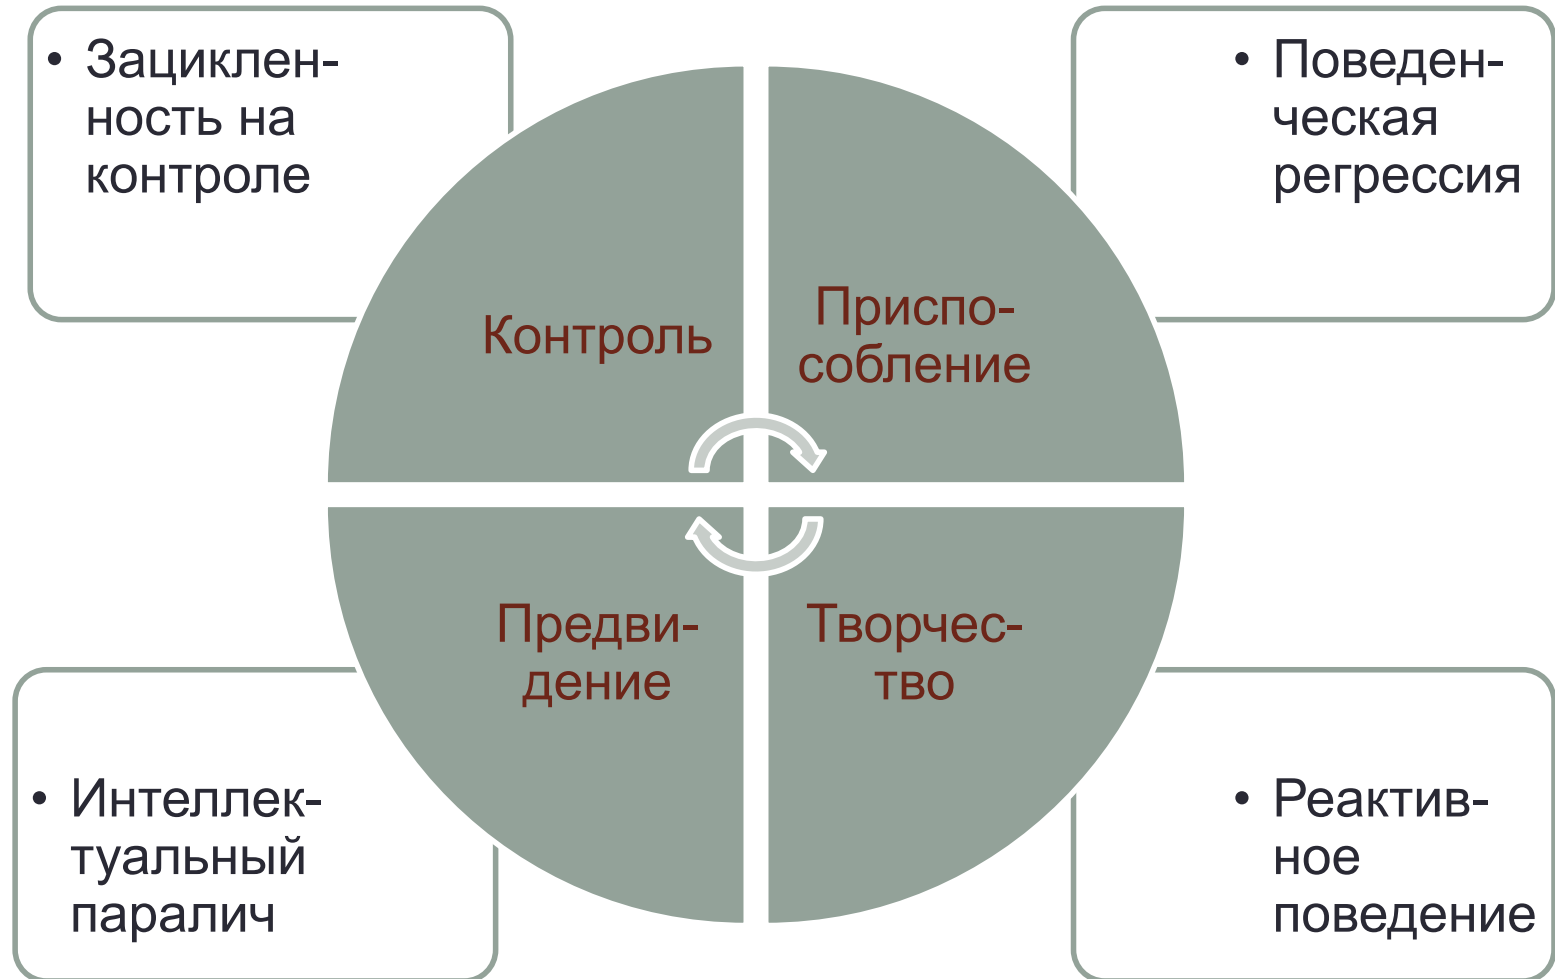 • Зациклен-
ность на
контроле
• Поведен-
ческая
регрессия
Контроль
Приспо-
собление
Предви-
дение
Творчес-
тво
• Интеллек-
туальный
паралич
• Реактив-
ное
поведение